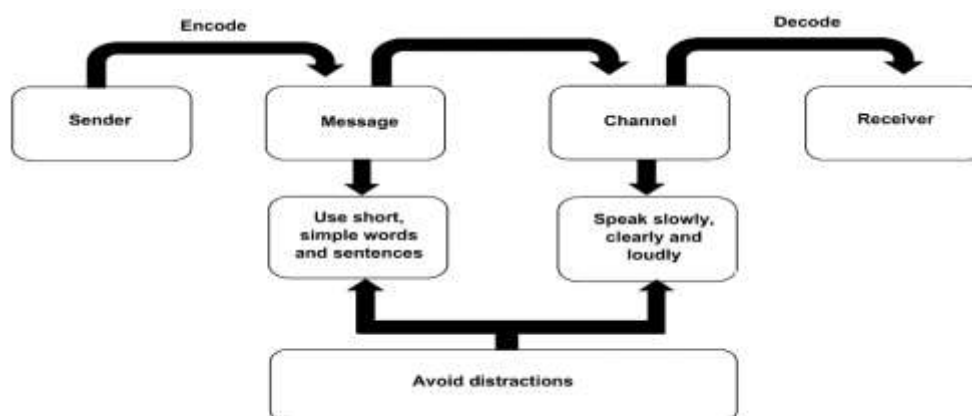 Encode
Decode
Sender
Message
Channel
Receiver
Use short,
simple words
and sentences
Speak slowly,
clearly and
loudly
Avoid distractions